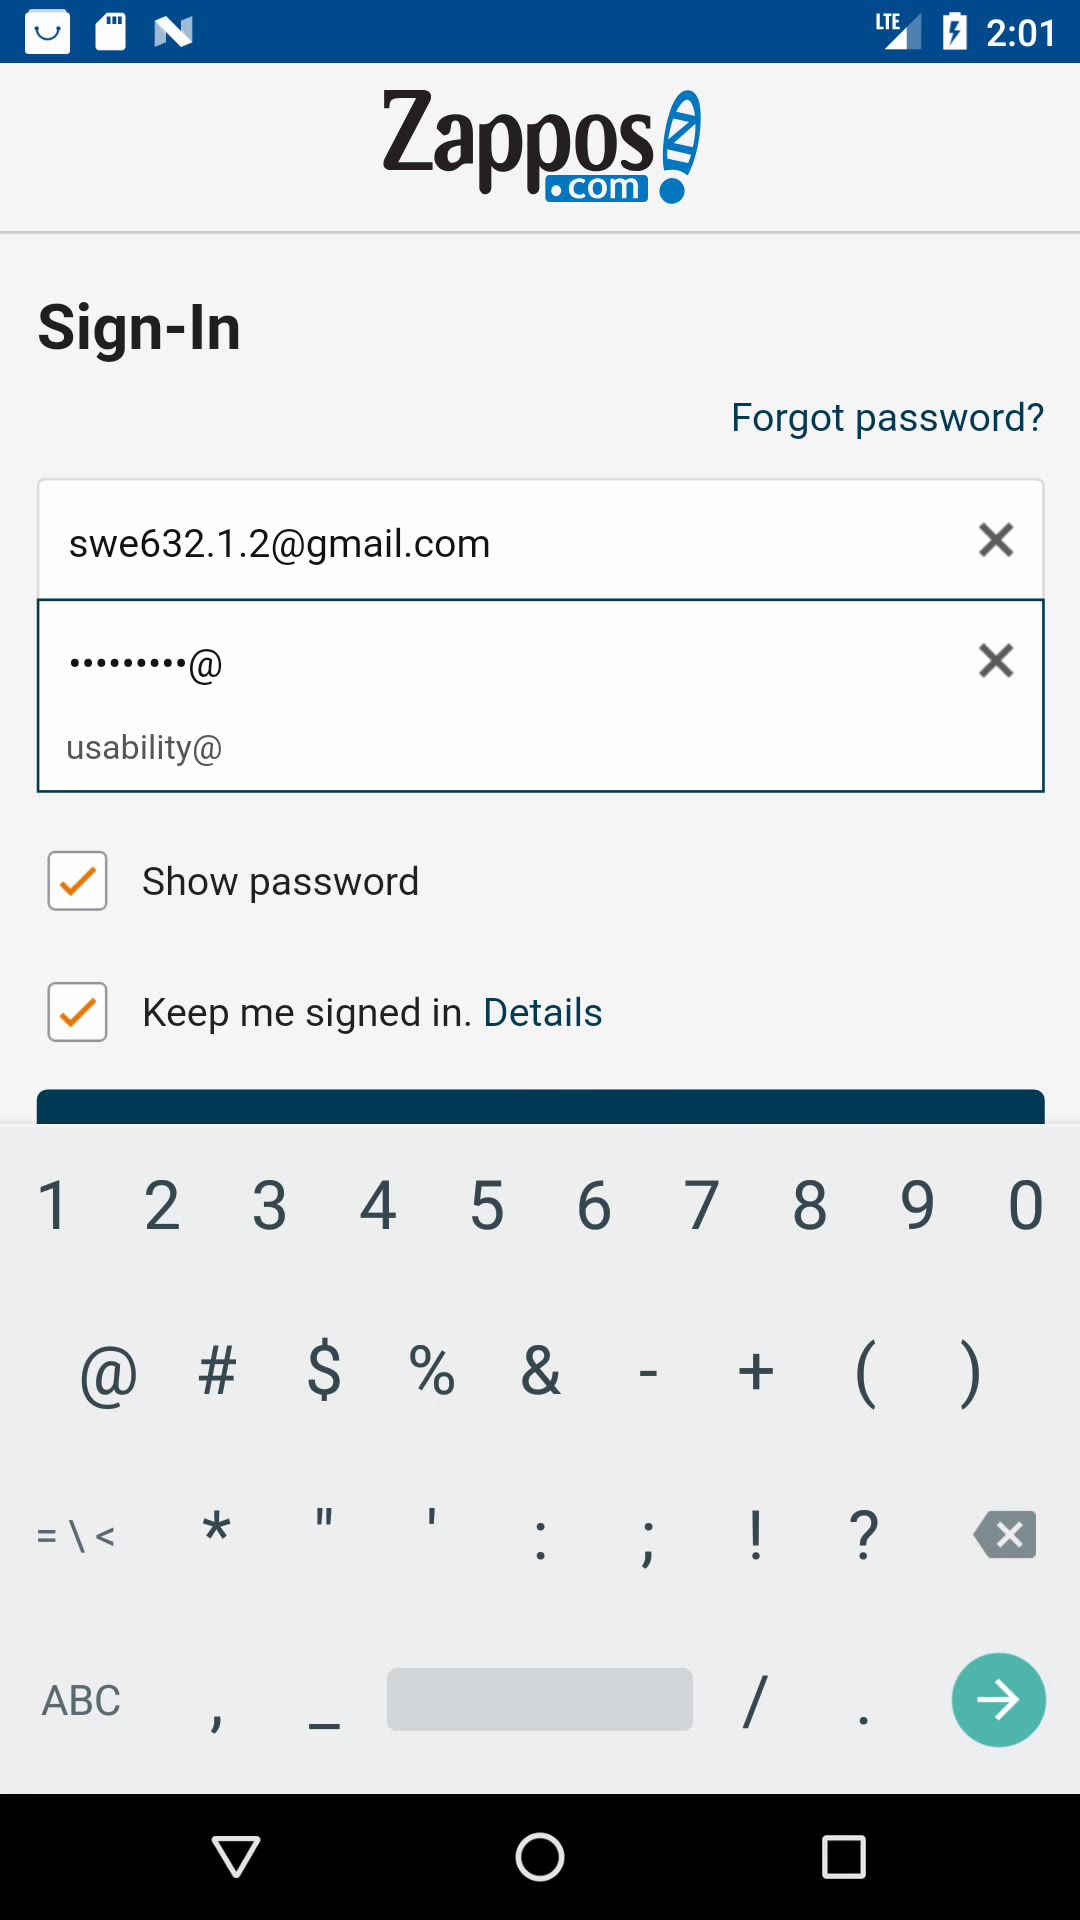 LTE 2:01
Zappos
.com
Sign-In
Forgot password?
swe632.1.2@gmail.com
•••••••••@
usability@
Show password
Keep me signed in. Details
1 2 3 4 5 6 7 8 9 0
@ # $ % & - + ( )
= \ < * " ' : ; ! ?
ABC , _ / .